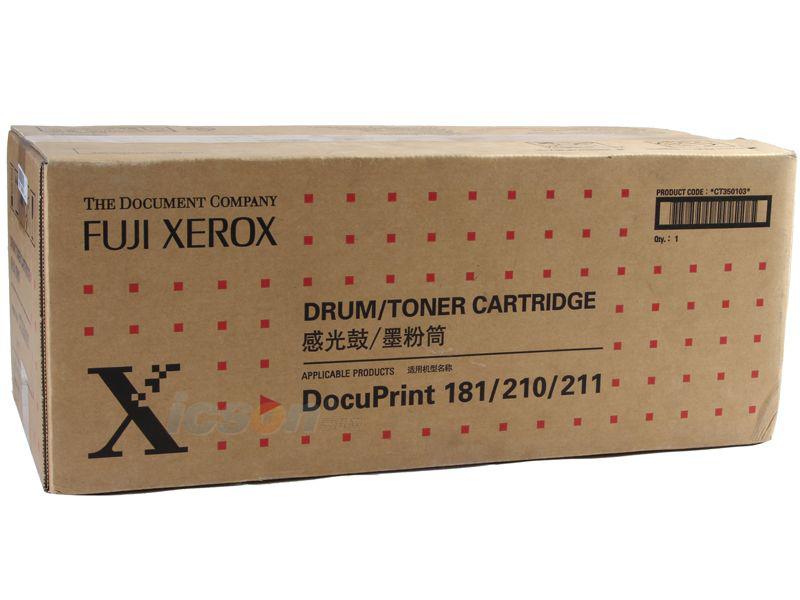 THE DOCUMENT COMPANY
FUJI XEROX
PRODUCT CODE : *CT350103*
Qty. : 1
DRUM/TONER CARTRIDGE
感光鼓/墨粉筒
APPLICABLE PRODUCTS 适用机型名称
DocuPrint 181/210/211
X
icson